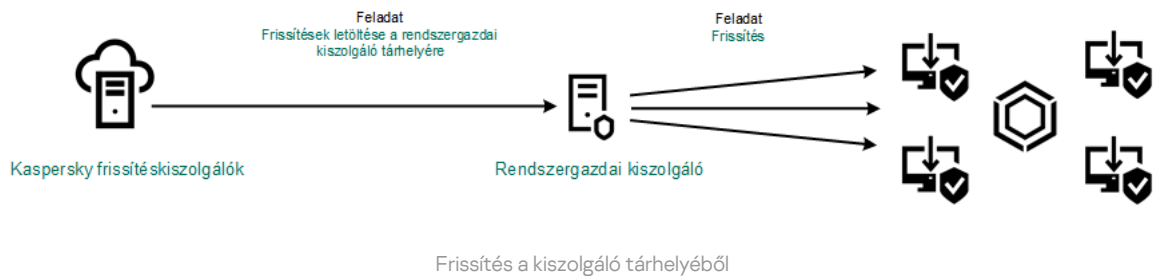 Feladat
Frissítések letöltése a rendszergazdai
kiszolgáló tárhelyére
Feladat
Frissítés
Kaspersky frissítéskiszolgálók
Rendszergazdai kiszolgáló
Frissítés a kiszolgáló tárhelyéből